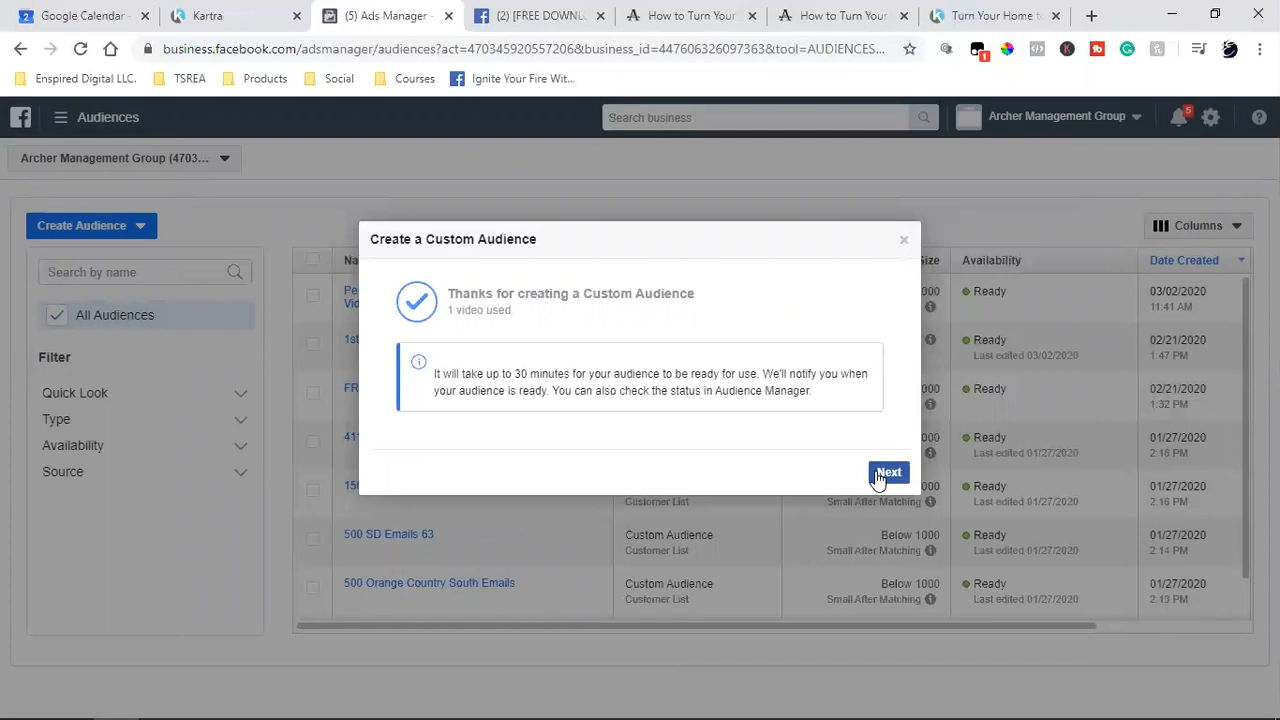 Google Calendar -
Kartra
(5) Ads Manager -
(2) [FREE DOWNL
How to Turn Your
How to Turn Your
Turn Your Home to
business.facebook.com/adsmanager/audiences?act=470345920557206&business_id=447606326097363&tool=AUDIENCES...
1
Enspired Digital LLC.
TSREA
Products
Social
Courses
Ignite Your Fire Wit...
Audiences
Search business
Archer Management Group
5
Archer Management Group (4703...
Create Audience
Columns
Search by name
All Audiences
Filter
Quick Look
Type
Availability
Source
Create a Custom Audience
Thanks for creating a Custom Audience
1 video used.
It will take up to 30 minutes for your audience to be ready for use. We'll notify you when
your audience is ready. You can also check the status in Audience Manager.
Next
Availability
Date Created
Ready
03/02/2020
11:41 AM
Ready
Last edited 03/02/2020
02/21/2020
1:47 PM
Ready
02/21/2020
1:32 PM
Ready
Last edited 01/27/2020
01/27/2020
2:18 PM
Customer List
Small After Matching
Ready
Last edited 01/27/2020
01/27/2020
2:16 PM
500 SD Emails 63
Custom Audience
Customer List
Below 1000
Small After Matching
Ready
Last edited 01/27/2020
01/27/2020
2:14 PM
500 Orange Country South Emails
Custom Audience
Customer List
Below 1000
Small After Matching
Ready
Last edited 01/27/2020
01/27/2020
2:13 PM